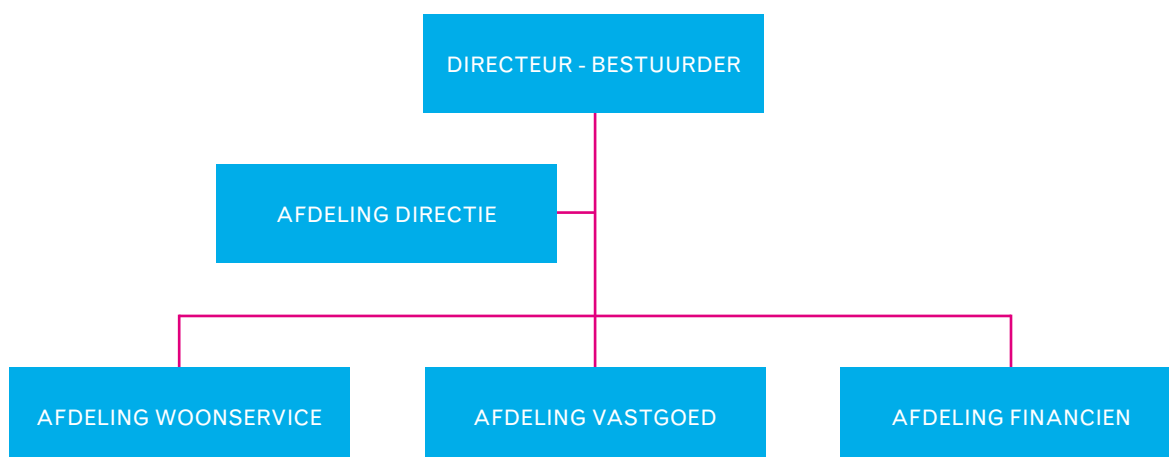 DIRECTEUR - BESTUURDER
AFDELING DIRECTIE
AFDELING WOONSERVICE
AFDELING VASTGOED
AFDELING FINANCIEN